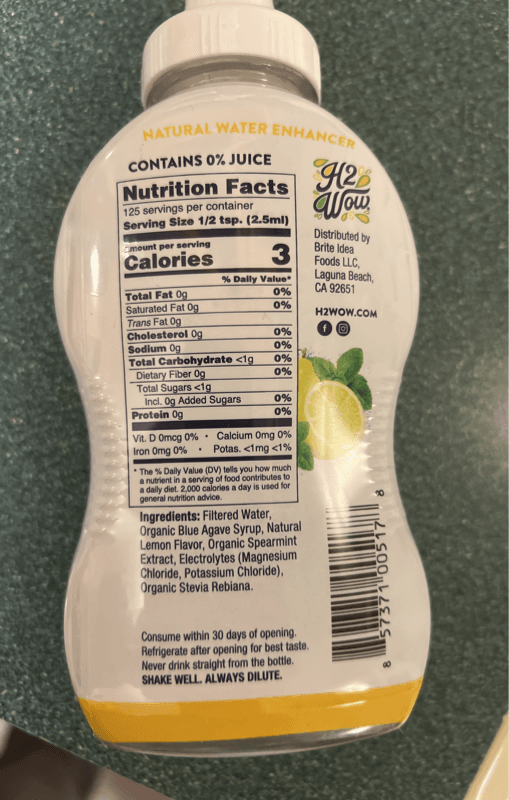 NATURAL WATER ENHANCER
CONTAINS 0% JUICE
Nutrition Facts
125 servings per container
Serving Size 1/2 tsp. (2.5ml)
Amount per serving
Calories 3
% Daily Value*
Total Fat 0g 0%
Saturated Fat 0g 0%
Trans Fat 0g
Cholesterol 0g 0%
Sodium 0g 0%
Total Carbohydrate <1g 0%
Dietary Fiber 0g 0%
Total Sugars <1g
Incl. 0g Added Sugars 0%
Protein 0g 0%
Vit. D 0mcg 0% • Calcium 0mg 0%
Iron 0mg 0% • Potas. <1mg <1%
* The % Daily Value (DV) tells you how much
a nutrient in a serving of food contributes to
a daily diet. 2,000 calories a day is used for
general nutrition advice.
Ingredients: Filtered Water,
Organic Blue Agave Syrup, Natural
Lemon Flavor, Organic Spearmint
Extract, Electrolytes (Magnesium
Chloride, Potassium Chloride),
Organic Stevia Rebiana.
Consume within 30 days of opening.
Refrigerate after opening for best taste.
Never drink straight from the bottle.
SHAKE WELL. ALWAYS DILUTE.
H2
Wow
Distributed by
Brite Idea
Foods LLC,
Laguna Beach,
CA 92651
H2WOW.COM
8 57371 00517 8